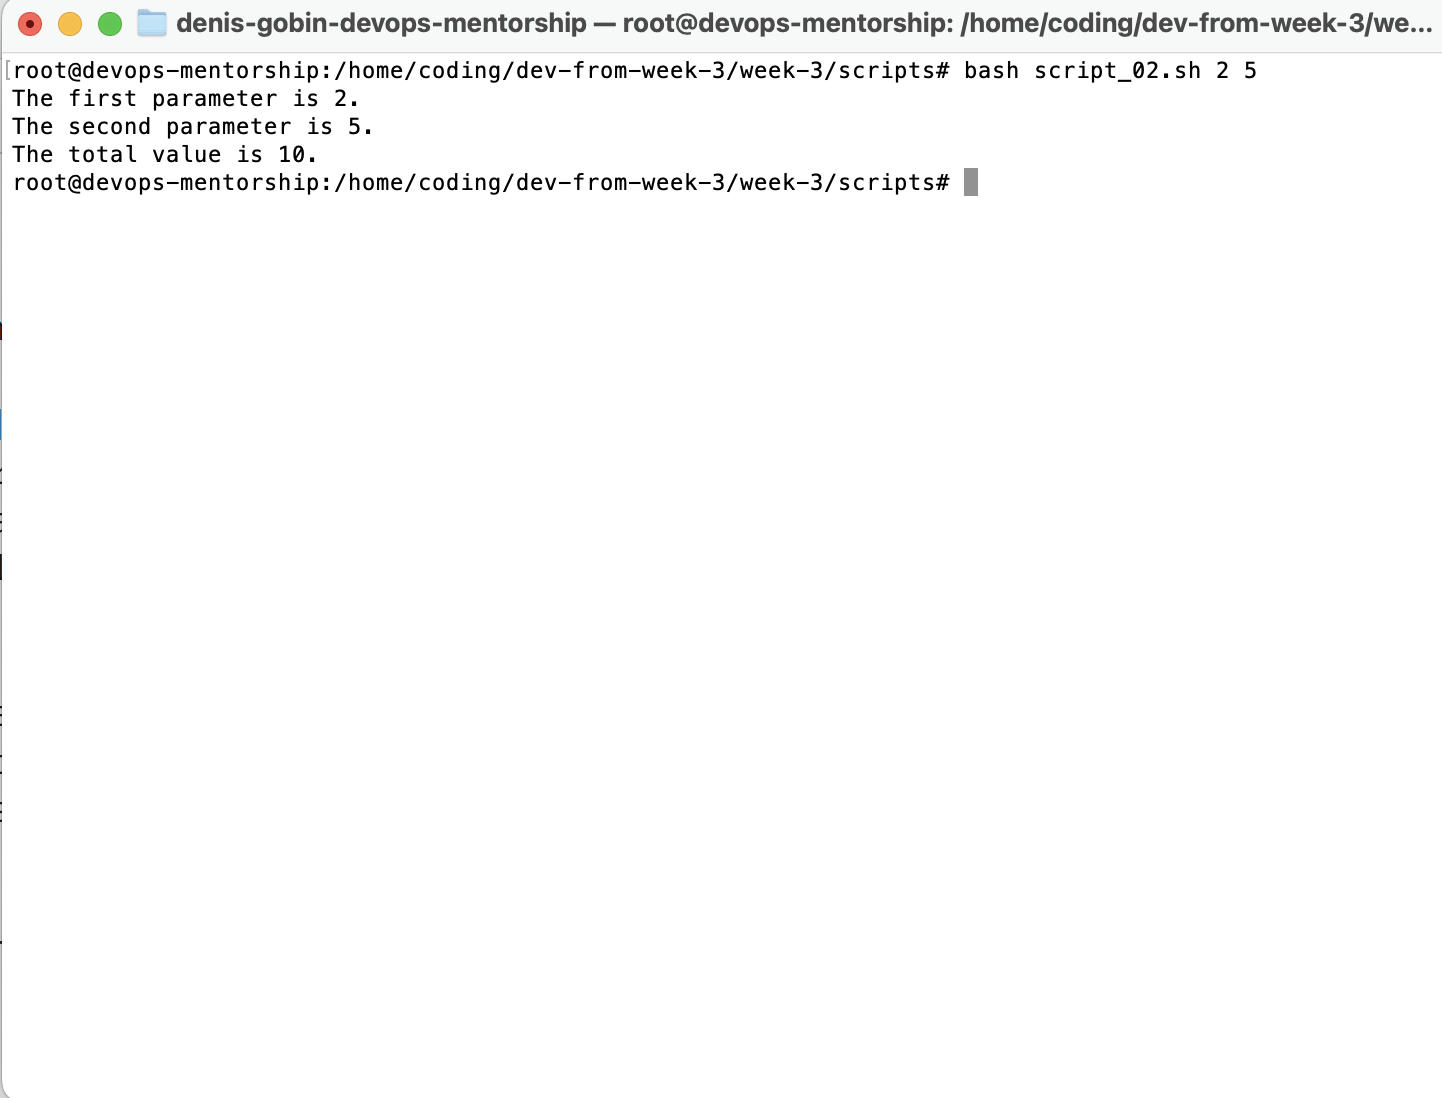 denis-gobin-devops-mentorship — root@devops-mentorship: /home/coding/dev-from-week-3/we...
[root@devops-mentorship:/home/coding/dev-from-week-3/week-3/scripts# bash script_02.sh 2 5
The first parameter is 2.
The second parameter is 5.
The total value is 10.
root@devops-mentorship:/home/coding/dev-from-week-3/week-3/scripts#